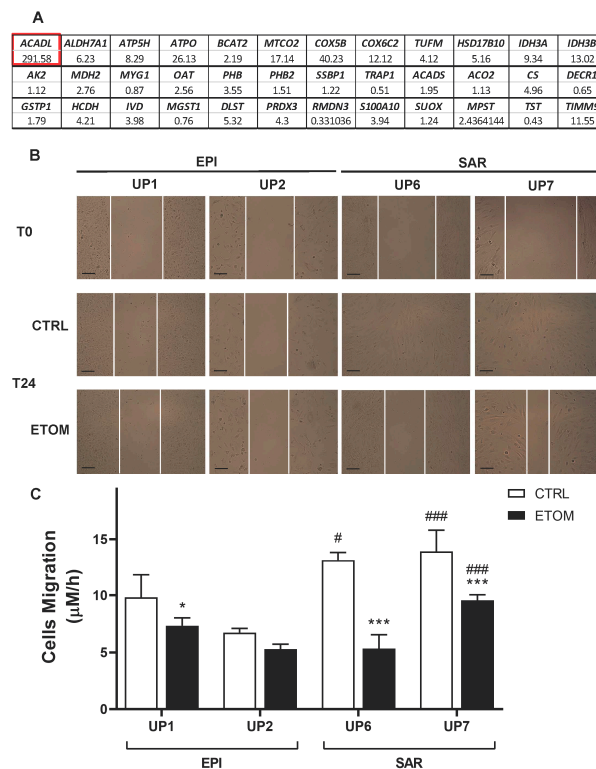 A
ACADL ALDH7A1 ATP5H ATPO BCAT2 MTCO2 COX5B COX6C2 TUFM HSD17B10 IDH3A IDH3B
291.58 6.23 8.29 26.13 2.19 17.14 40.23 12.12 4.12 5.16 9.34 13.02
AK2 MDH2 MYG1 OAT PHB PHB2 SSBP1 TRAP1 ACADS ACO2 CS DECR1
1.12 2.76 0.87 2.56 3.55 1.51 1.22 0.51 1.95 1.13 4.96 0.65
GSTP1 HCDH IVD MGST1 DLST PRDX3 RMDN3 S100A10 SUOX MPST TST
1.79 4.21 3.98 0.76 5.32 4.3 0.331036 3.94 1.24 2.4364144 0.43 11.55
B
EPI SAR
UP1 UP2 UP6 UP7
T0
CTRL
T24
ETOM
C
CTRL
ETOM
Cells Migration
(µM/h)
15
10
5
0
* # *** ### ### ***
UP1 UP2 UP6 UP7
EPI SAR